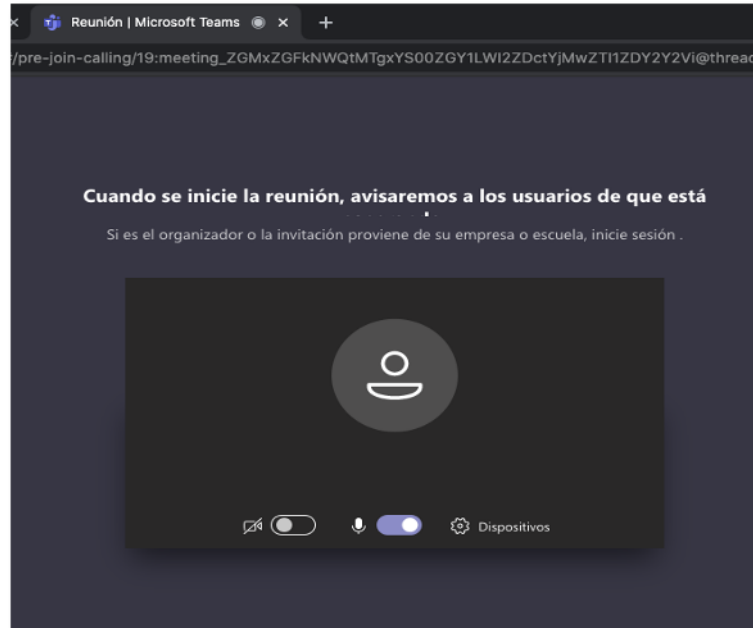 Reunión | Microsoft Teams
/pre-join-calling/19:meeting_ZGMxZGFkNWQtMTgxYS00ZGY1LWI2ZDctYjMwZTI1ZDY2Y2Vi@thread
Cuando se inicie la reunión, avisaremos a los usuarios de que está
Si es el organizador o la invitación proviene de su empresa o escuela, inicie sesión .
Dispositivos